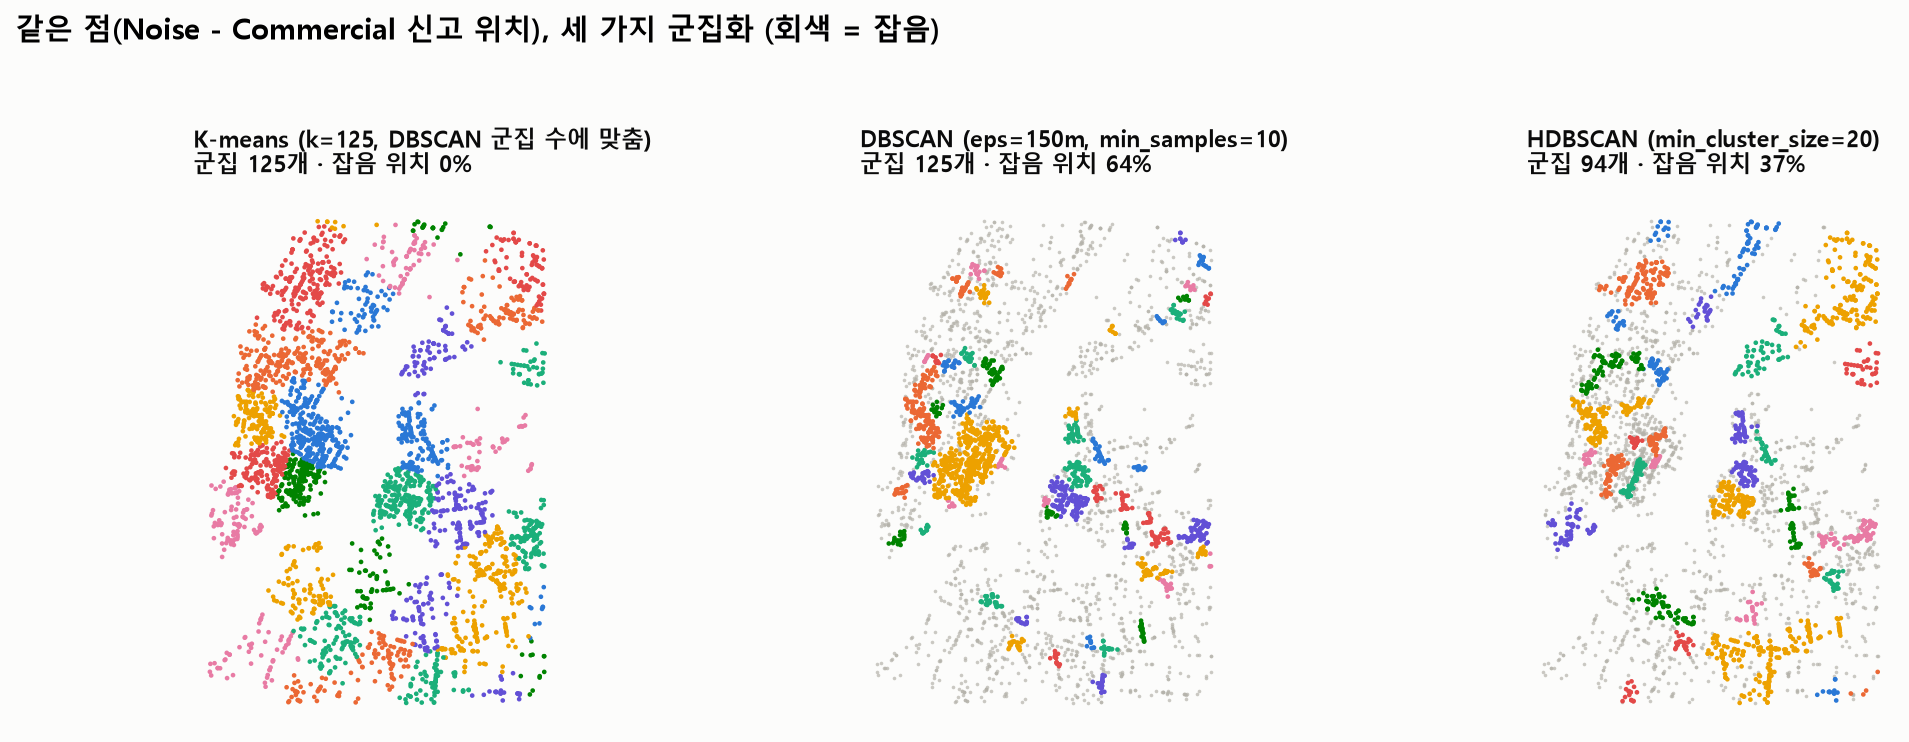 같은 점(Noise - Commercial 신고 위치), 세 가지 군집화 (회색 = 잡음)
K-means (k=125, DBSCAN 군집 수에 맞춤)
군집 125개 · 잡음 위치 0%
DBSCAN (eps=150m, min_samples=10)
군집 125개 · 잡음 위치 64%
HDBSCAN (min_cluster_size=20)
군집 94개 · 잡음 위치 37%